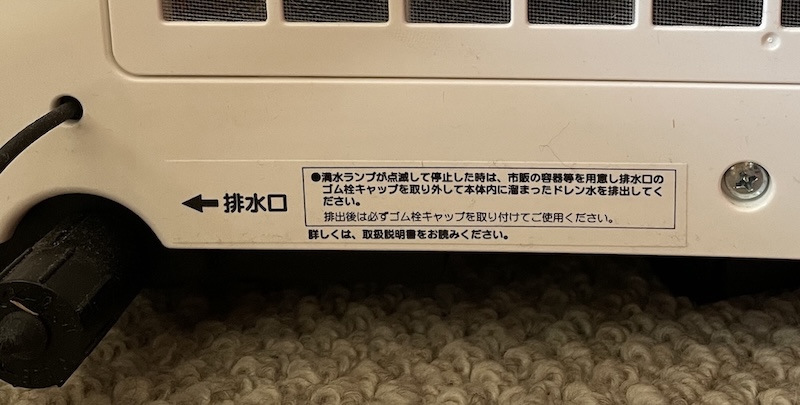 ←排水口
●満水ランプが点滅して停止した時は、市販の容器等を用意し排水口の
ゴム栓キャップを取り外して本体内に溜まったドレン水を排出してく
ださい。
排出後は必ずゴム栓キャップを取り付けてご使用ください。
詳しくは、取扱説明書をお読みください。